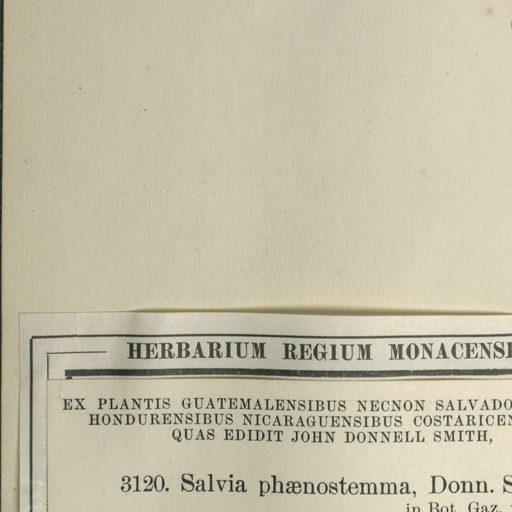 HERBARIUM REGIUM MONACENS
EX PLANTIS GUATEMALENSIBUS NECNON SALVADO
HONDURENSIBUS NICARAGUENSIBUS COSTARICEN
QUAS EDIDIT JOHN DONNELL SMITH,
3120. Salvia phænostemma, Donn. S
in Bot. Gaz.